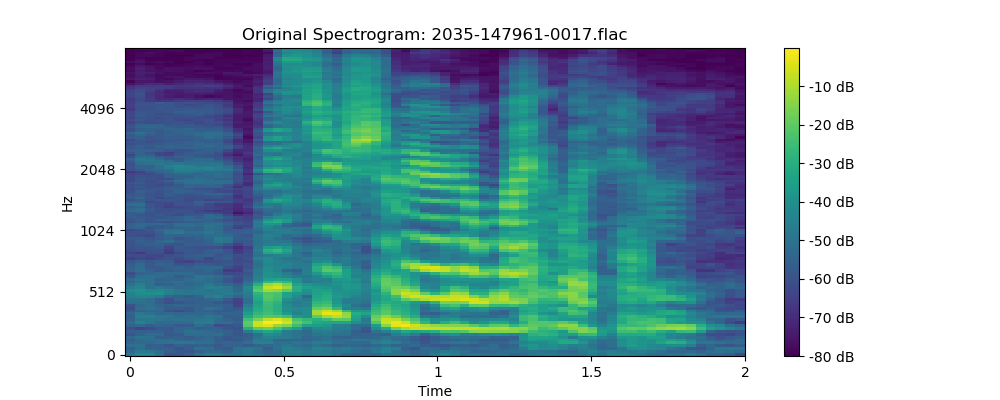 Original Spectrogram: 2035-147961-0017.flac
Hz
4096
2048
1024
512
0
0
0.5
1
1.5
2
Time
-10 dB
-20 dB
-30 dB
-40 dB
-50 dB
-60 dB
-70 dB
-80 dB